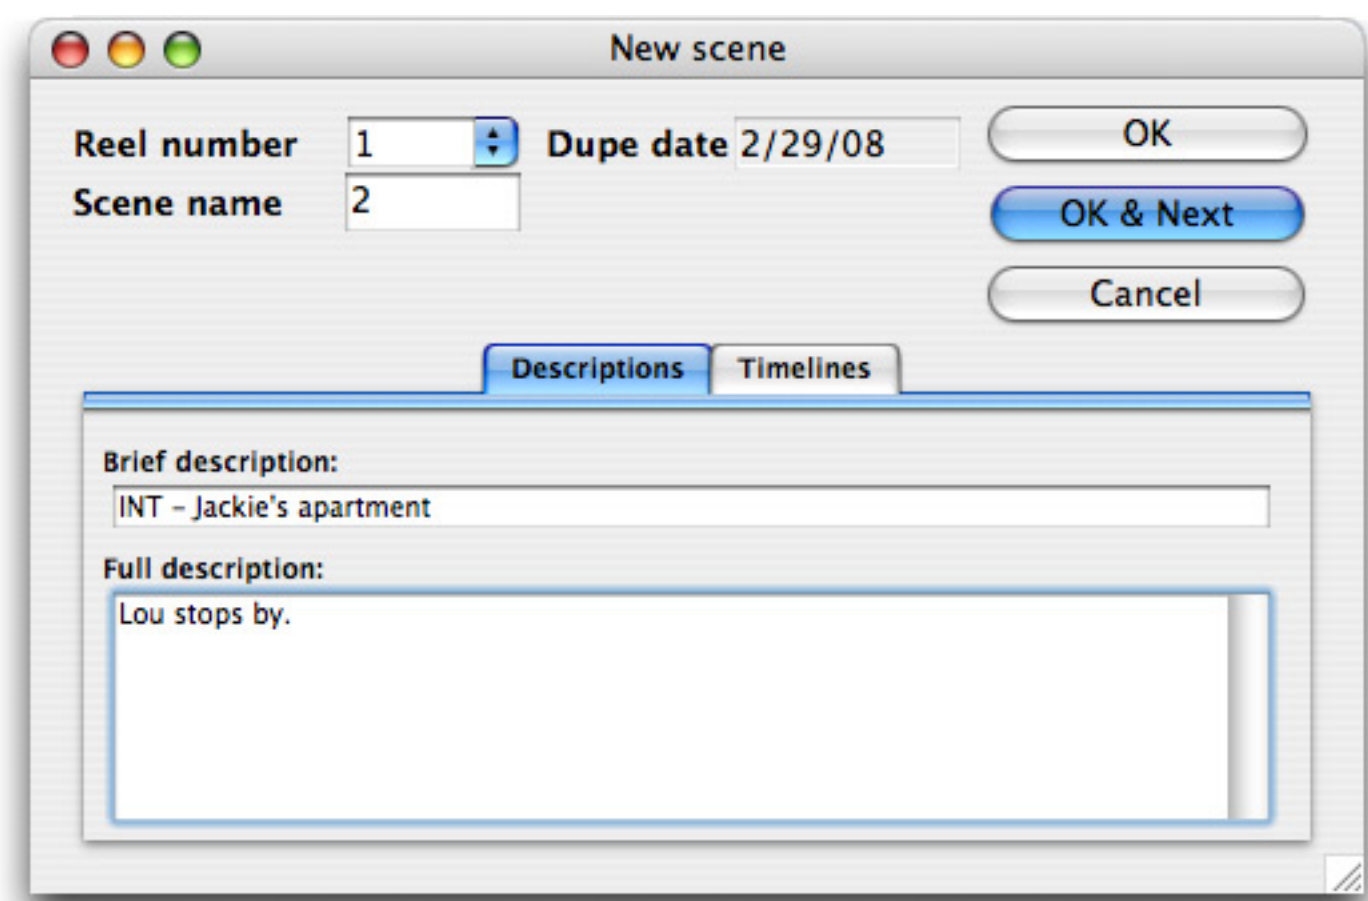 New scene
Reel number 1 Dupe date 2/29/08 OK
Scene name 2 OK & Next
Cancel
Descriptions Timelines
Brief description:
INT – Jackie's apartment
Full description:
Lou stops by.